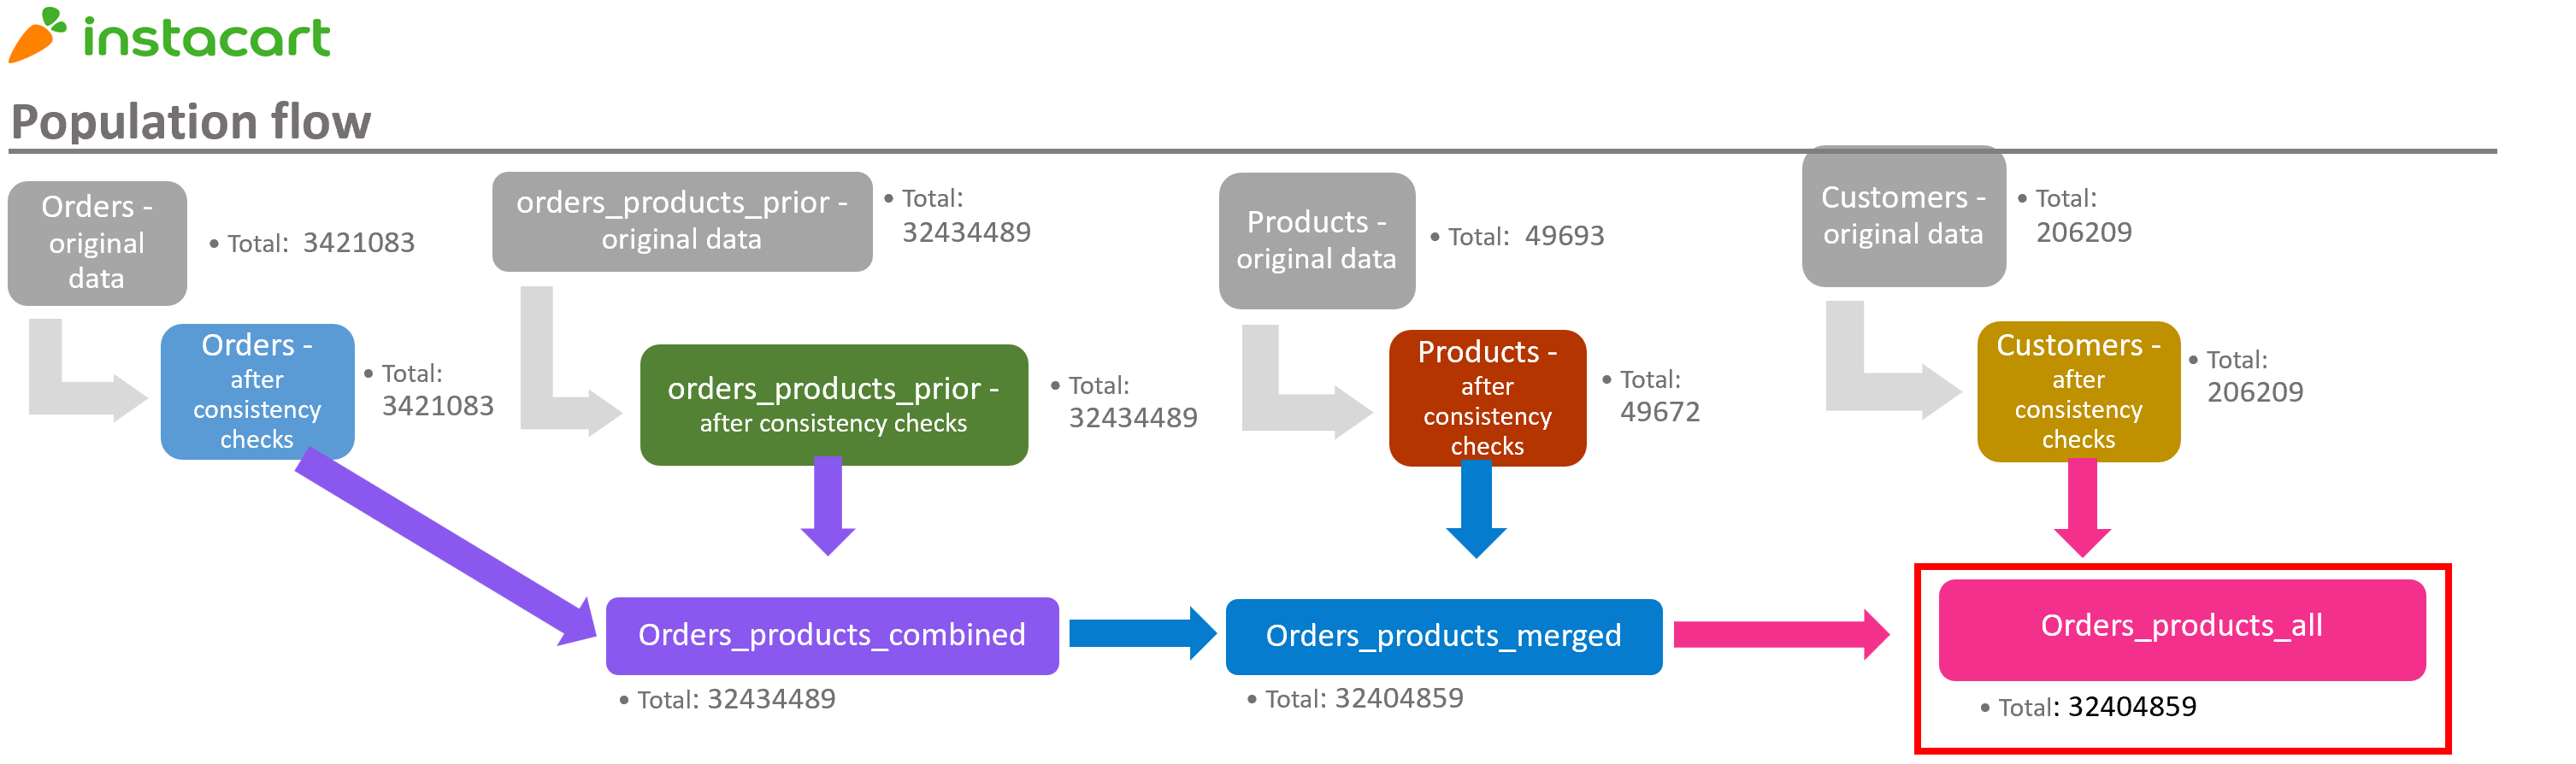 instacart
Population flow
Orders -
original
data
• Total: 3421083
orders_products_prior -
original data
• Total:
32434489
Products -
original data
• Total: 49693
Customers -
original data
• Total:
206209
Orders -
after
consistency
checks
• Total:
3421083
orders_products_prior -
after consistency checks
• Total:
32434489
Products -
after
consistency
checks
• Total:
49672
Customers -
after
consistency
checks
• Total:
206209
Orders_products_combined
• Total: 32434489
Orders_products_merged
• Total: 32404859
Orders_products_all
• Total: 32404859